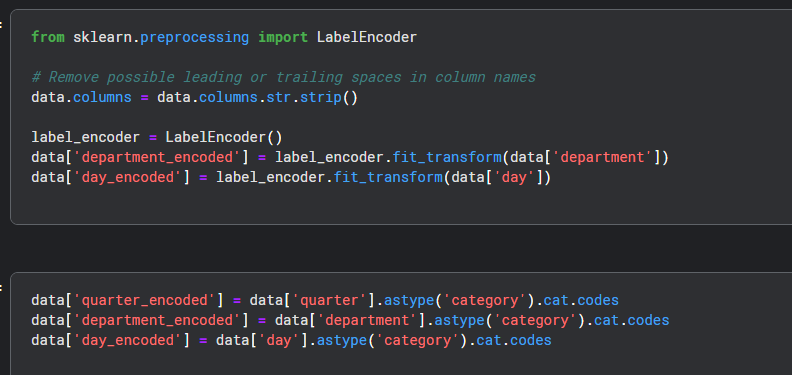 from sklearn.preprocessing import LabelEncoder
# Remove possible leading or trailing spaces in column names
data.columns = data.columns.str.strip()
label_encoder = LabelEncoder()
data['department_encoded'] = label_encoder.fit_transform(data['department'])
data['day_encoded'] = label_encoder.fit_transform(data['day'])
data['quarter_encoded'] = data['quarter'].astype('category').cat.codes
data['department_encoded'] = data['department'].astype('category').cat.codes
data['day_encoded'] = data['day'].astype('category').cat.codes